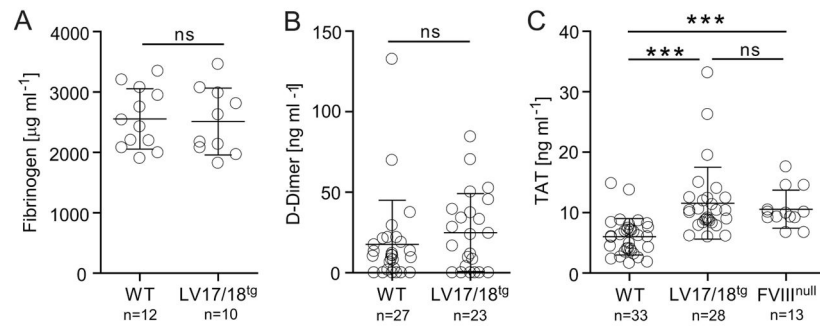 A
Fibrinogen [µg ml⁻¹]
4000
3000
2000
1000
0
ns
WT
LV17/18ᵗᵍ
n=12
n=10
B
D-Dimer [ng ml⁻¹]
150
100
50
0
ns
WT
LV17/18ᵗᵍ
n=27
n=23
C
TAT [ng ml⁻¹]
40
30
20
10
0
***
***
ns
WT
LV17/18ᵗᵍ
FVIIIⁿᵘˡˡ
n=33
n=28
n=13